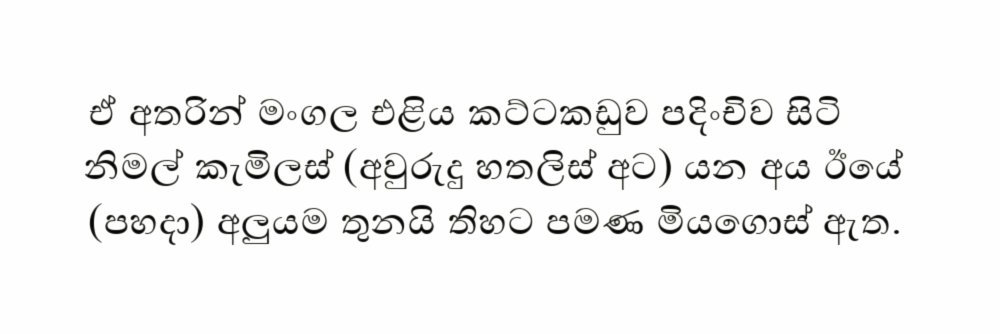 ඒ අතරින් මංගල එළිය කට්ටකඩුව පදිංචිව සිටි
නිමල් කැමිලස් (අවුරුදු හතලිස් අට) යන අය ඊයේ
(පහදා) අලුයම තුනයි තිහට පමණ මියගොස් ඇත.